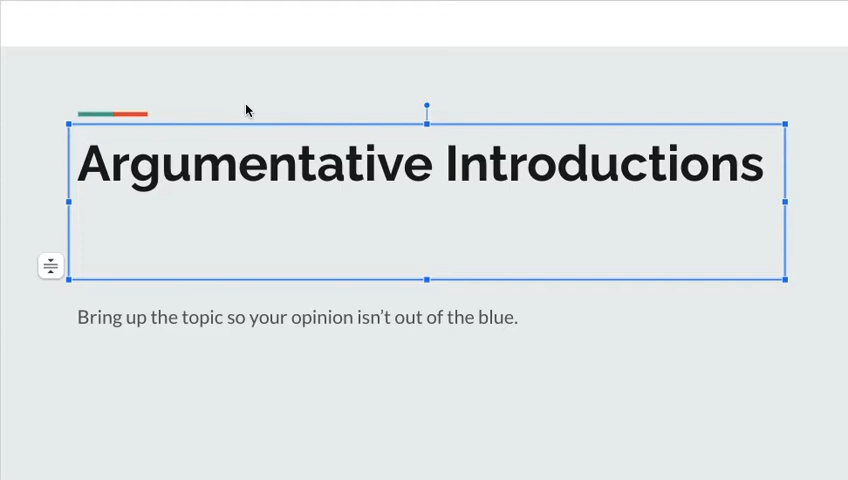 Argumentative Introductions
Bring up the topic so your opinion isn’t out of the blue.